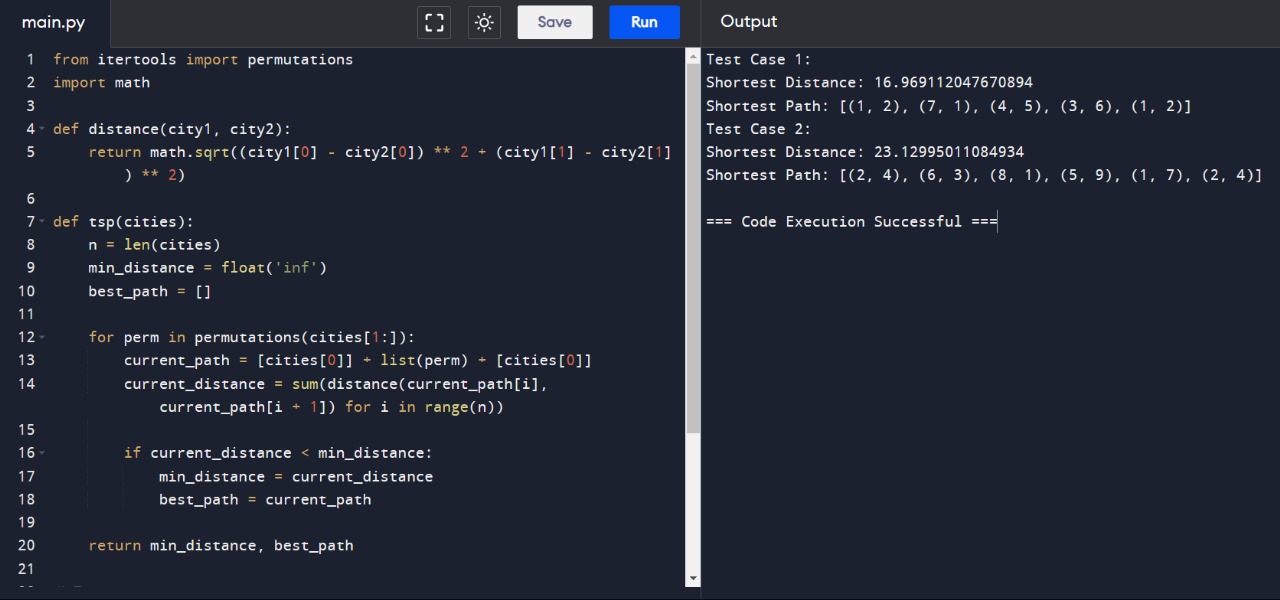 main.py
Save
Run
Output
1 from itertools import permutations
2 import math
3
4 def distance(city1, city2):
5 return math.sqrt((city1[0] - city2[0]) ** 2 + (city1[1] - city2[1]
) ** 2)
6
7 def tsp(cities):
8 n = len(cities)
9 min_distance = float('inf')
10 best_path = []
11
12 for perm in permutations(cities[1:]):
13 current_path = [cities[0]] + list(perm) + [cities[0]]
14 current_distance = sum(distance(current_path[i],
current_path[i + 1]) for i in range(n))
15
16 if current_distance < min_distance:
17 min_distance = current_distance
18 best_path = current_path
19
20 return min_distance, best_path
21
Test Case 1:
Shortest Distance: 16.969112047670894
Shortest Path: [(1, 2), (7, 1), (4, 5), (3, 6), (1, 2)]
Test Case 2:
Shortest Distance: 23.12995011084934
Shortest Path: [(2, 4), (6, 3), (8, 1), (5, 9), (1, 7), (2, 4)]
=== Code Execution Successful ===